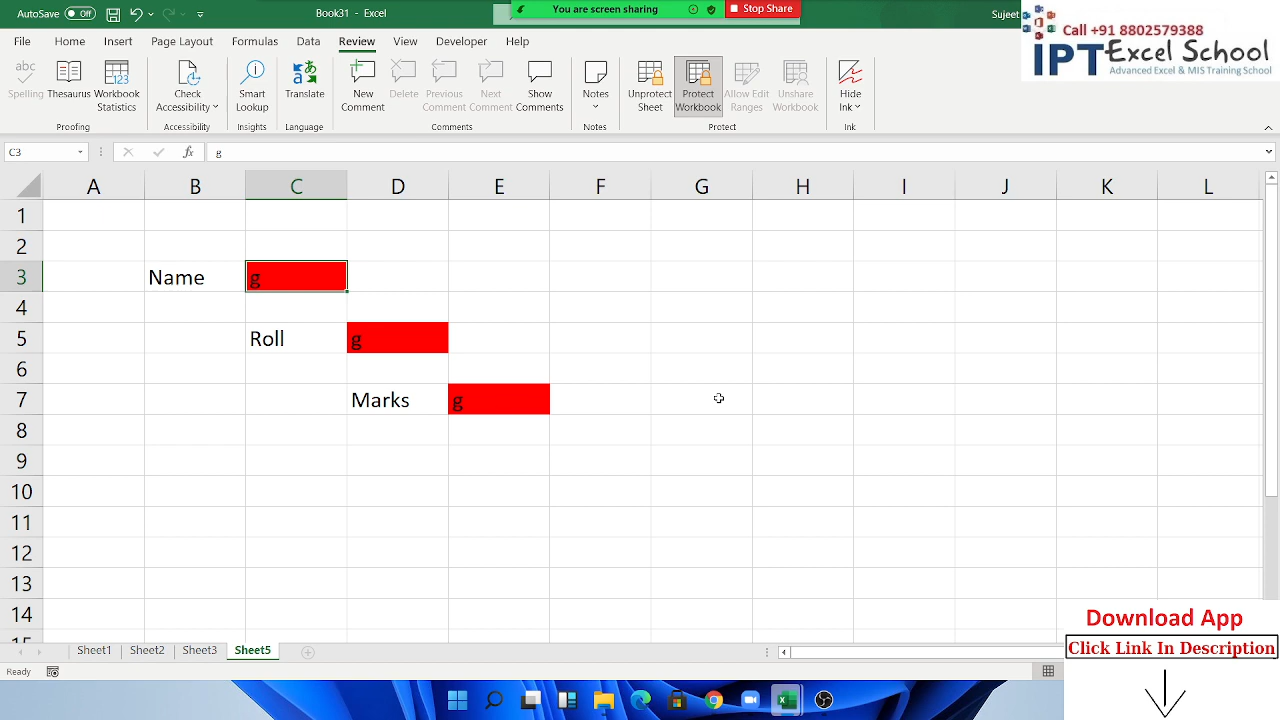 AutoSave Off Book31 - Excel You are screen sharing Stop Share Sujeet
Call +91 8802579388
IPT Excel School
Advanced Excel & MIS Training School
File Home Insert Page Layout Formulas Data Review View Developer Help
abc 123
Spelling Thesaurus Workbook Statistics Check Accessibility Smart Lookup Translate New Comment Delete Previous Comment Next Comment Show Comments Notes Unprotect Sheet Protect Workbook Allow Edit Ranges Unshare Workbook Hide Ink
Proofing Accessibility Insights Language Comments Notes Protect Ink
C3 fx g
A B C D E F G H I J K L
1
2
3 Name g
4
5 Roll g
6
7 Marks g
8
9
10
11
12
13
14
15
Sheet1 Sheet2 Sheet3 Sheet5
Ready
Download App
Click Link In Description